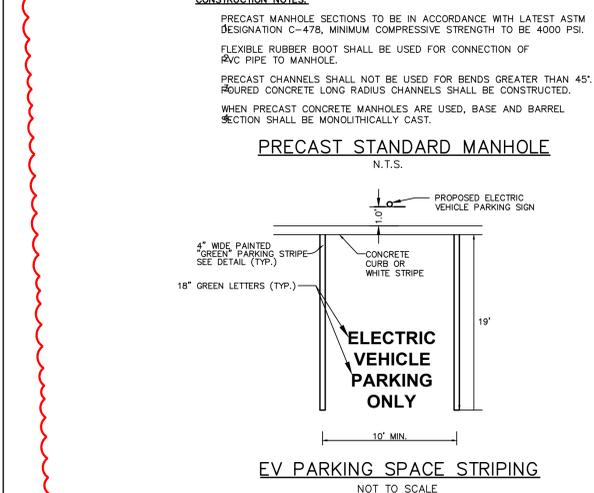 CONSTRUCTION NOTES:
1. PRECAST MANHOLE SECTIONS TO BE IN ACCORDANCE WITH LATEST ASTM
DESIGNATION C-478, MINIMUM COMPRESSIVE STRENGTH TO BE 4000 PSI.
2. FLEXIBLE RUBBER BOOT SHALL BE USED FOR CONNECTION OF
PVC PIPE TO MANHOLE.
3. PRECAST CHANNELS SHALL NOT BE USED FOR BENDS GREATER THAN 45°.
POURED CONCRETE LONG RADIUS CHANNELS SHALL BE CONSTRUCTED.
4. WHEN PRECAST CONCRETE MANHOLES ARE USED, BASE AND BARREL
SECTION SHALL BE MONOLITHICALLY CAST.
PRECAST STANDARD MANHOLE
N.T.S.
PROPOSED ELECTRIC
VEHICLE PARKING SIGN
1.0'
4" WIDE PAINTED
"GREEN" PARKING STRIPE
SEE DETAIL (TYP.)
CONCRETE
CURB OR
WHITE STRIPE
18" GREEN LETTERS (TYP.)
19'
ELECTRIC
VEHICLE
PARKING
ONLY
10' MIN.
EV PARKING SPACE STRIPING
NOT TO SCALE